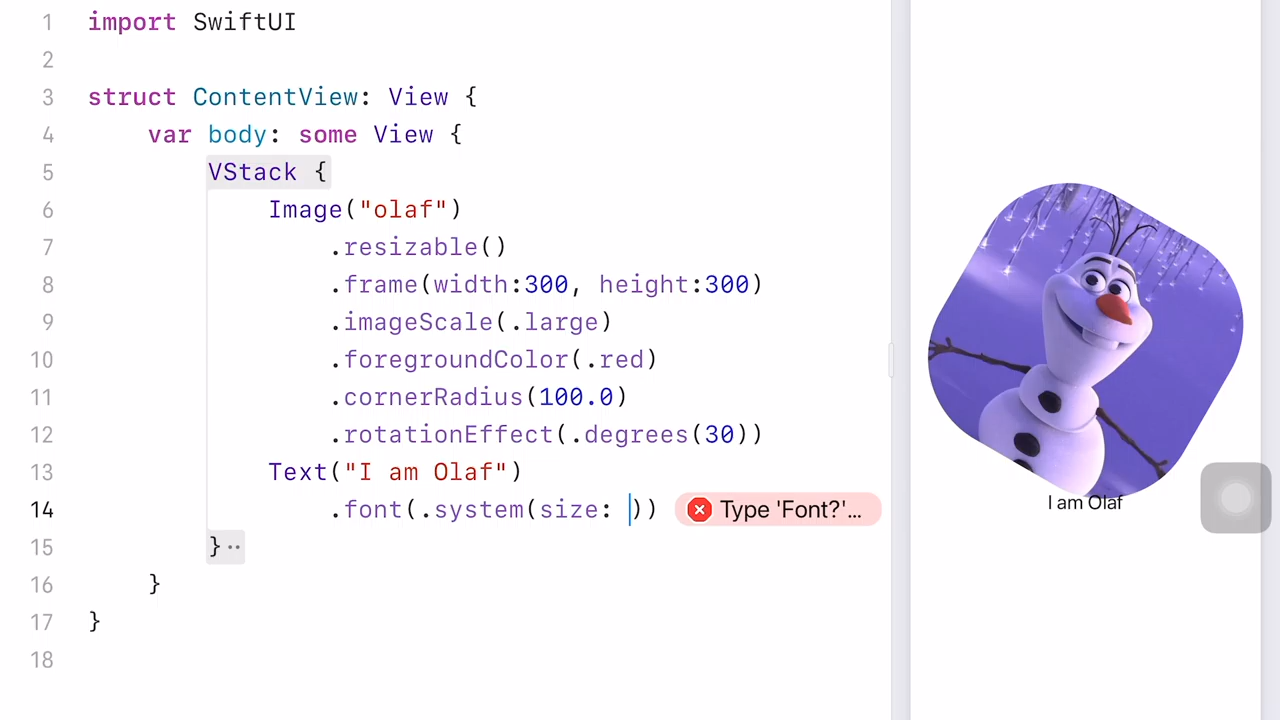 1 import SwiftUI
2
3 struct ContentView: View {
4 var body: some View {
5 VStack {
6 Image("olaf")
7 .resizable()
8 .frame(width:300, height:300)
9 .imageScale(.large)
10 .foregroundColor(.red)
11 .cornerRadius(100.0)
12 .rotationEffect(.degrees(30))
13 Text("I am Olaf")
14 .font(.system(size: )) Type 'Font?'...
15 }
16 }
17 }
18
I am Olaf